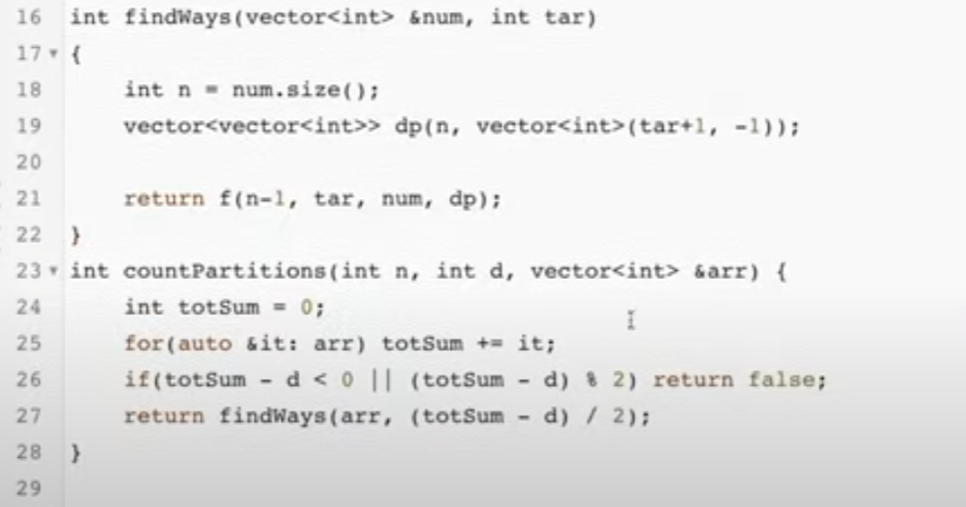 16 int findWays(vector<int> &num, int tar)
17 {
18 int n = num.size();
19 vector<vector<int>> dp(n, vector<int>(tar+1, -1));
20
21 return f(n-1, tar, num, dp);
22 }
23 int countPartitions(int n, int d, vector<int> &arr) {
24 int totSum = 0;
25 for(auto &it: arr) totSum += it;
26 if(totSum - d < 0 || (totSum - d) % 2) return false;
27 return findWays(arr, (totSum - d) / 2);
28 }
29